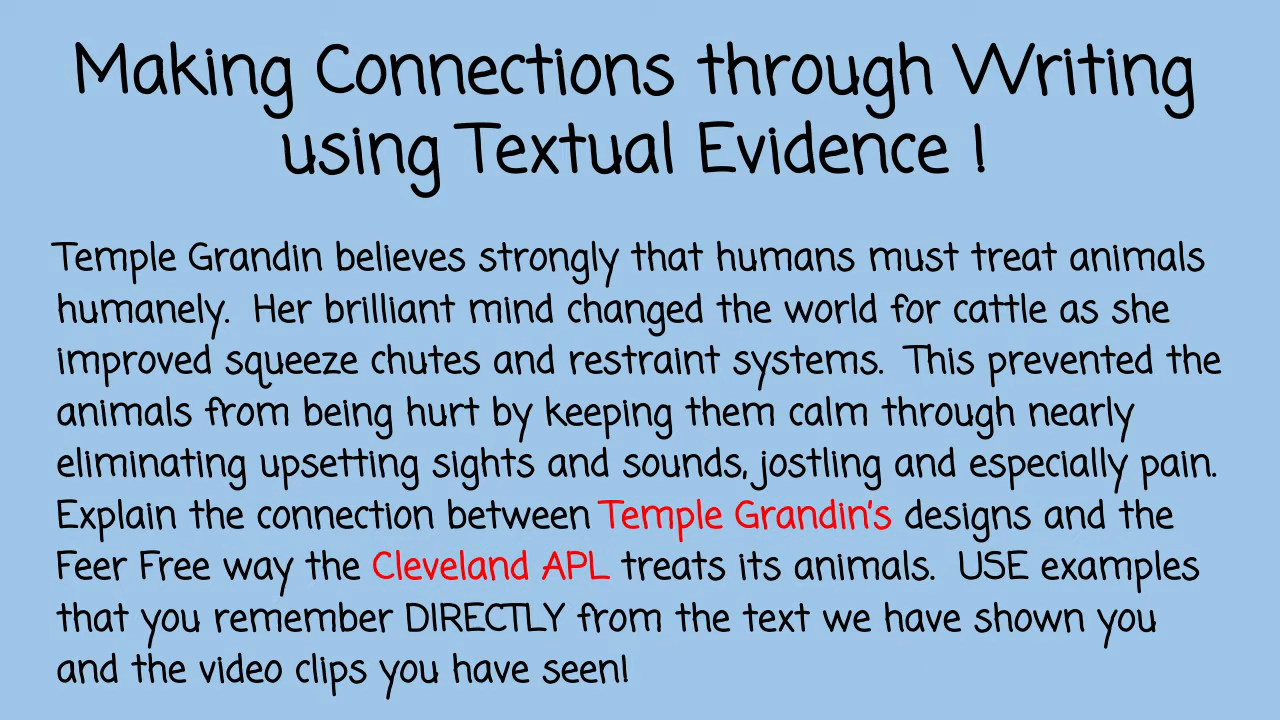 Making Connections through Writing
using Textual Evidence !
Temple Grandin believes strongly that humans must treat animals
humanely. Her brilliant mind changed the world for cattle as she
improved squeeze chutes and restraint systems. This prevented the
animals from being hurt by keeping them calm through nearly
eliminating upsetting sights and sounds, jostling and especially pain.
Explain the connection between Temple Grandin's designs and the
Feer Free way the Cleveland APL treats its animals. USE examples
that you remember DIRECTLY from the text we have shown you
and the video clips you have seen!